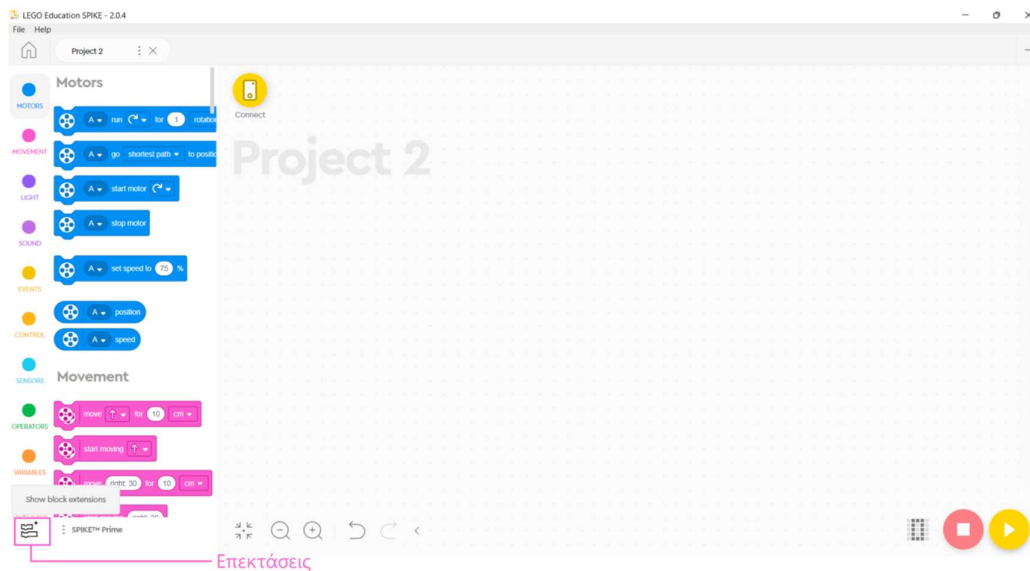 LEGO Education SPIKE - 2.0.4
File Help
Project 2
MOTORS
MOVEMENT
LIGHT
SOUND
EVENTS
CONTROL
SENSORS
OPERATORS
VARIABLES
Motors
A run for 1 rotation
A go shortest path to positic
A start motor
A stop motor
A set speed to 75 %
A position
A speed
Movement
move for 10 cm
start moving
move right: 30 for 10 cm
right: 30
Show block extensions
SPIKE™ Prime
Connect
Project 2
Επεκτάσεις